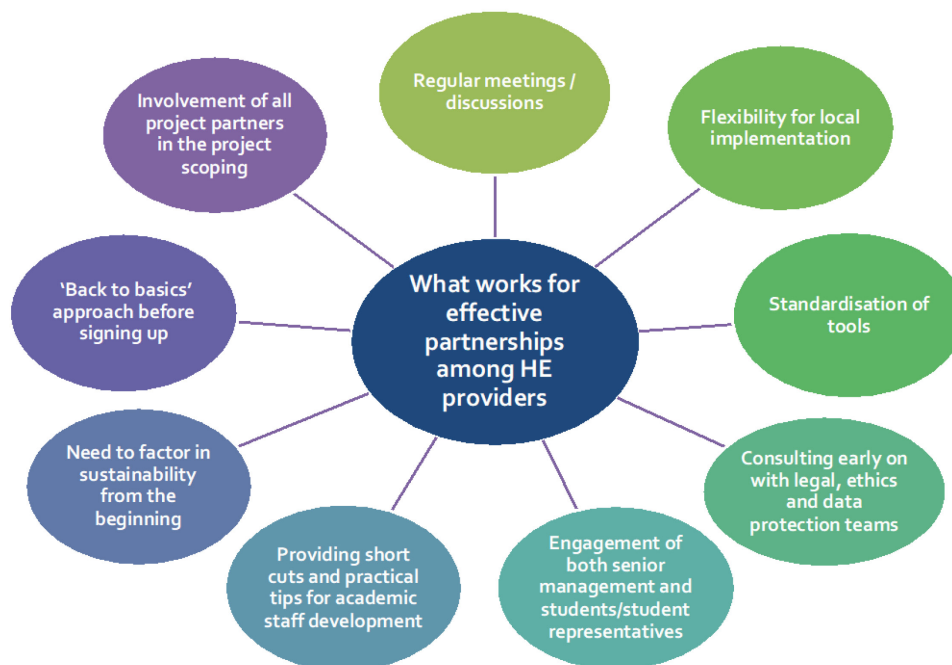 Regular meetings /
discussions
Flexibility for local
implementation
Standardisation of
tools
Consulting early on
with legal, ethics
and data
protection teams
Engagement of
both senior
management and
students/student
representatives
Providing short
cuts and practical
tips for academic
staff development
Need to factor in
sustainability
from the
beginning
‘Back to basics’
approach before
signing up
Involvement of all
project partners
in the project
scoping
What works for
effective
partnerships
among HE
providers